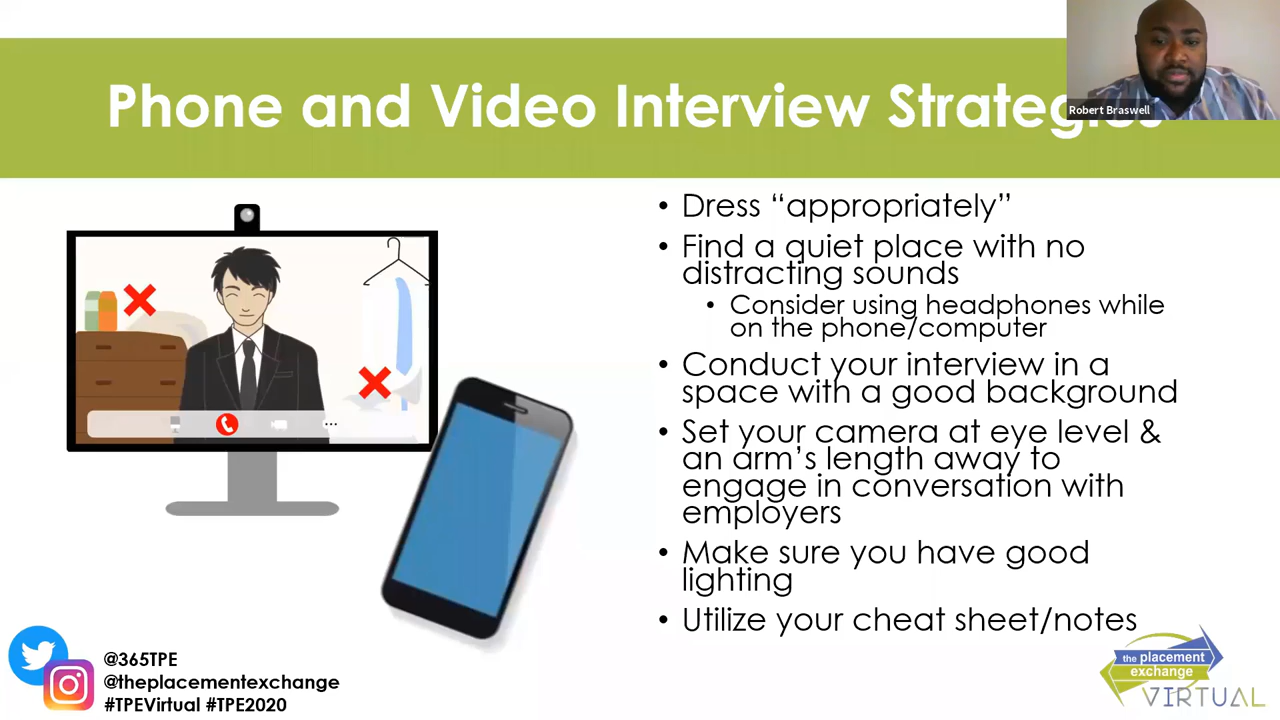 Phone and Video Interview Strategies
Robert Braswell
• Dress “appropriately”
• Find a quiet place with no
distracting sounds
• Consider using headphones while
on the phone/computer
• Conduct your interview in a
space with a good background
• Set your camera at eye level &
an arm’s length away to
engage in conversation with
employers
• Make sure you have good
lighting
• Utilize your cheat sheet/notes
@365TPE
@theplacementexchange
#TPEVirtual #TPE2020
the placement
exchange
VIRTUAL